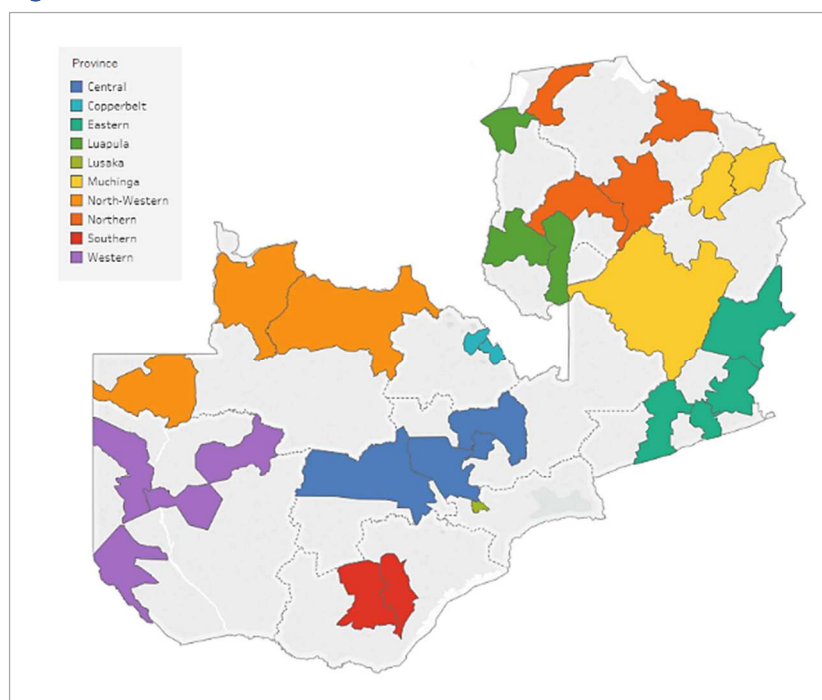 Province
Central
Copperbelt
Eastern
Luapula
Lusaka
Muchinga
North-Western
Northern
Southern
Western